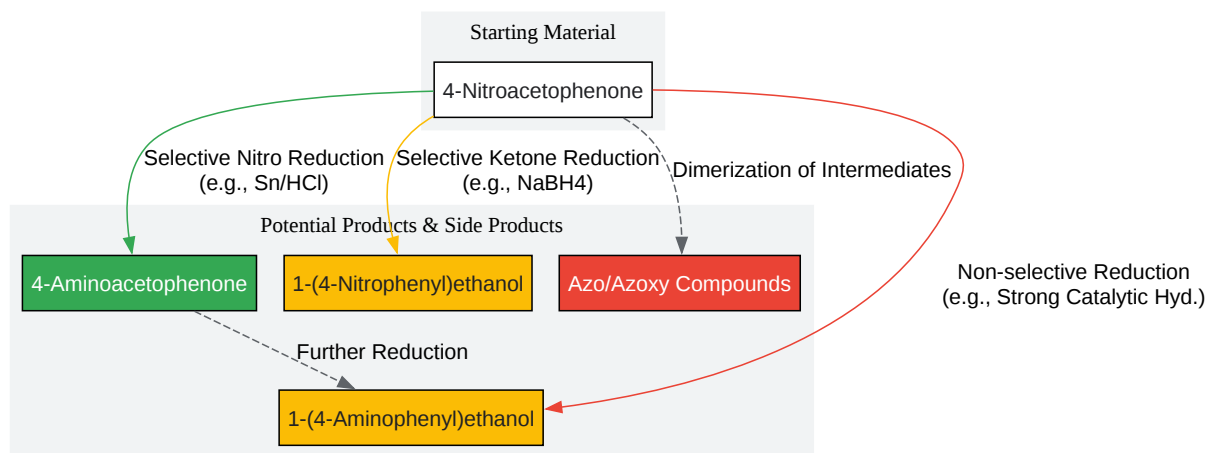 Starting Material
4-Nitroacetophenone
Selective Nitro Reduction
(e.g., Sn/HCl)
Selective Ketone Reduction
(e.g., NaBH4)
Dimerization of Intermediates
Potential Products & Side Products
4-Aminoacetophenone
1-(4-Nitrophenyl)ethanol
Azo/Azoxy Compounds
Non-selective Reduction
(e.g., Strong Catalytic Hyd.)
Further Reduction
1-(4-Aminophenyl)ethanol